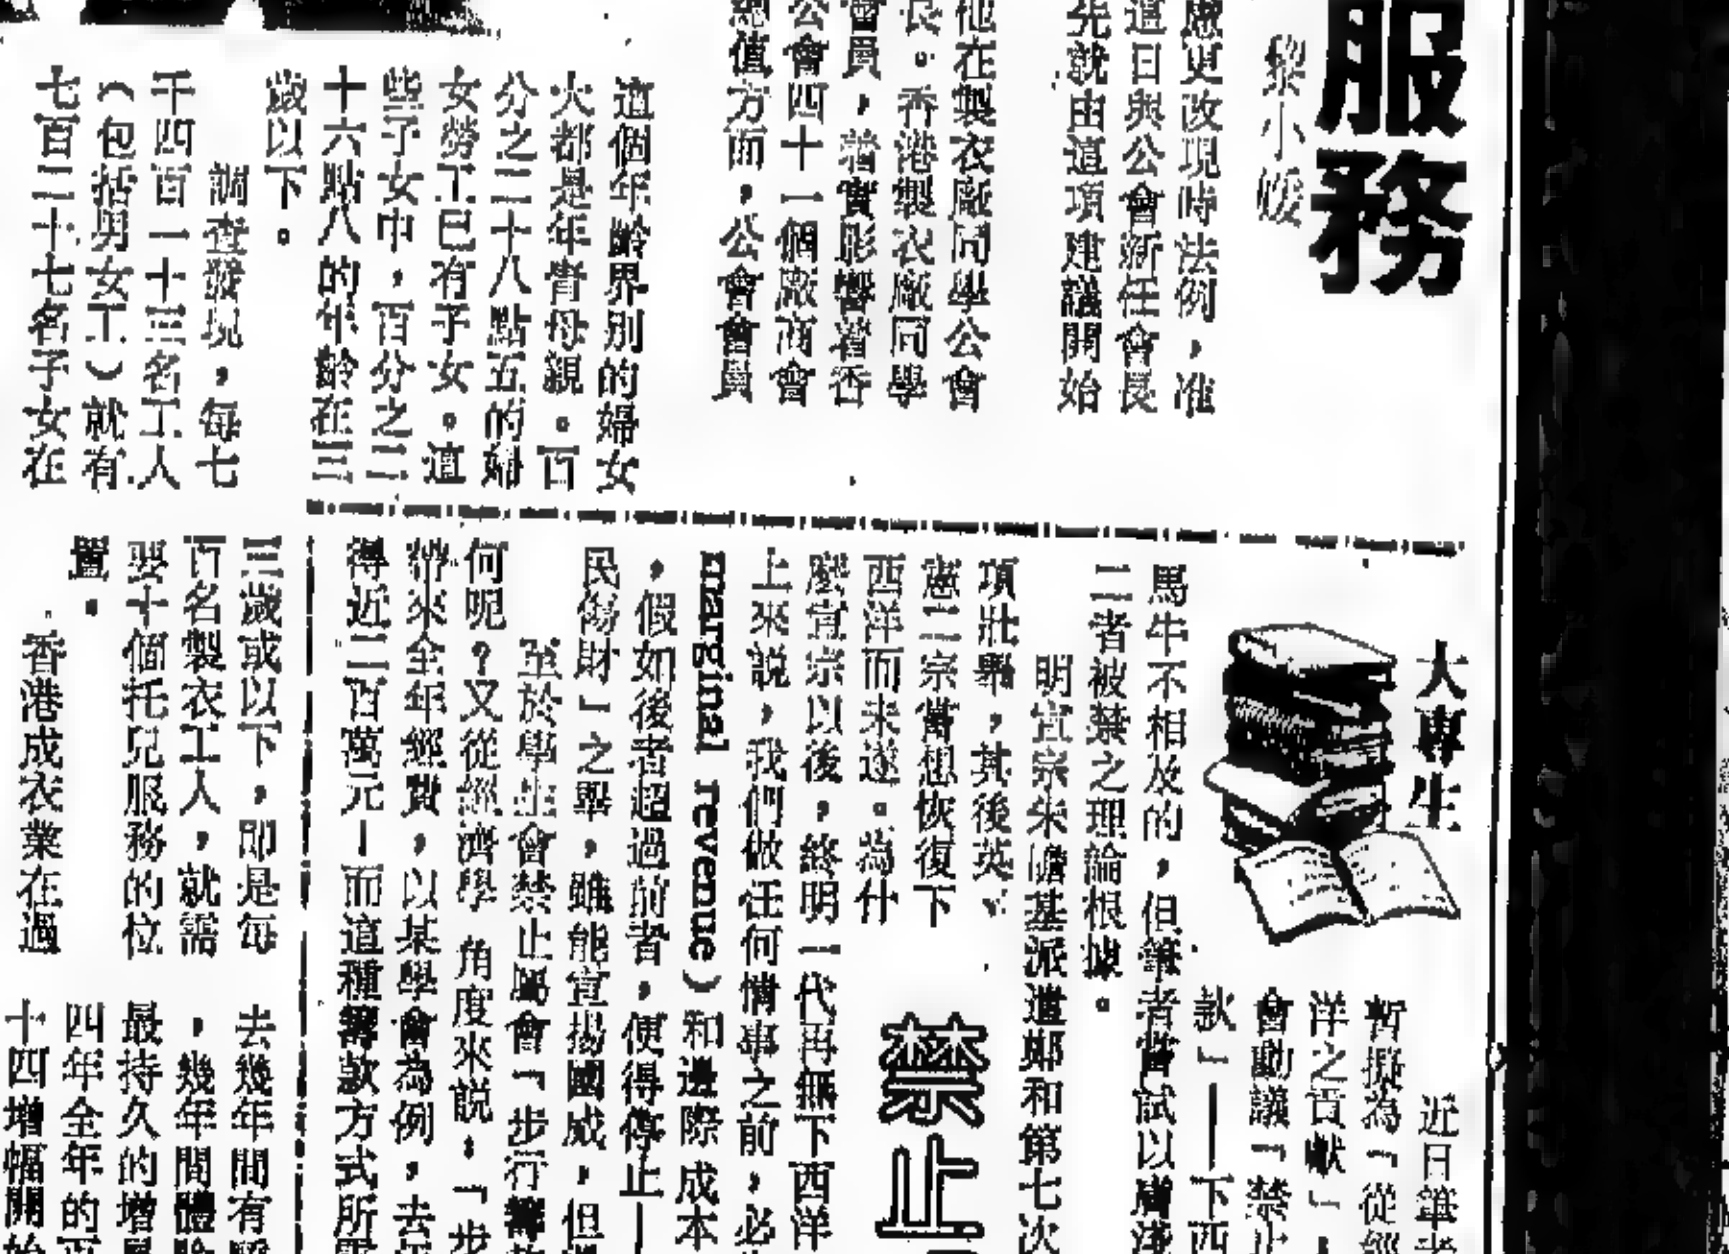 服務
黎小媛
慮更改現時法例，准
這日與公會新任會長
先就由這項建議開始
他在製衣廠同學公會
長。香港製衣廠同學
會員，着實影響着香
公會四十一個廠商會
總值方面，公會會員
這個年齡界別的婦女
大都是年青母親。百
分之二十八點五的婦
女勞工已有子女。這
些子女中，百分之二
十六點八的年齡在三
歲以下。
調查發現，每七
千四百一十三名工人
（包括男女工）就有
七百二十七名子女在
三歲或以下，即是每
百名製衣工人，就需
要十個托兒服務的位
置。
香港成衣業在過
去幾年間有
，幾年間體
最持久的增
四年全年的
十四增幅開始
大專生
禁止
近日筆者
暫擬為「從經
洋之貢獻」，
會動議「禁止
款」——下西
馬牛不相及的，但筆者嘗試以膚淺
二者被禁之理論根據。
明宣宗朱瞻基派遣鄭和第七次
項壯舉，其後英、
憲二宗嘗想恢復下
西洋而未遂。為什
麼宣宗以後，終明一代再無下西洋
上來說，我們做任何情事之前，必
marginal revenue）和邊際成本
，假如後者超過前者，便得停止—
民傷財」之舉，雖能宣揚國威，但
至於學生會禁止屬會「步行籌
何呢？又從經濟學 角度來說，「步
帶來全年經費，以某學會為例，去
得近二百萬元—而這種籌款方式所